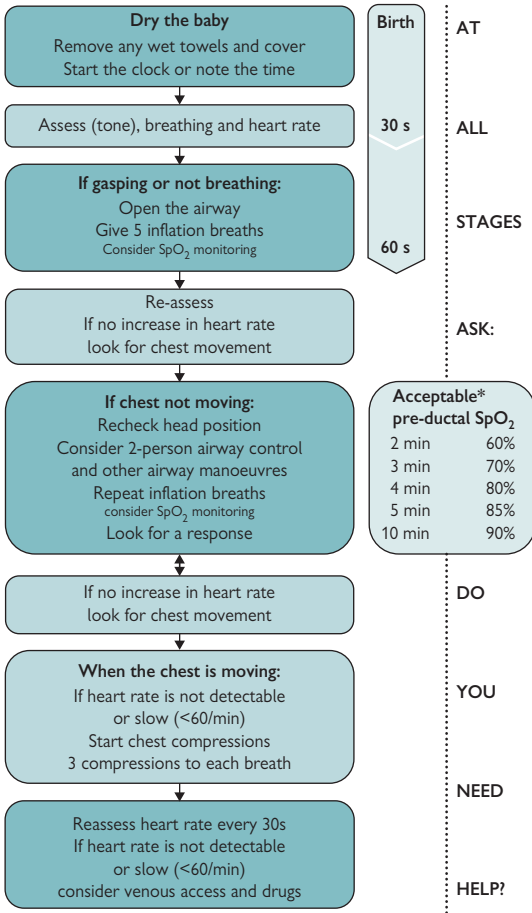 Dry the baby
Remove any wet towels and cover
Start the clock or note the time
Assess (tone), breathing and heart rate
If gasping or not breathing:
Open the airway
Give 5 inflation breaths
Consider SpO₂ monitoring
Re-assess
If no increase in heart rate
look for chest movement
If chest not moving:
Recheck head position
Consider 2-person airway control
and other airway manoeuvres
Repeat inflation breaths
consider SpO₂ monitoring
Look for a response
If no increase in heart rate
look for chest movement
When the chest is moving:
If heart rate is not detectable
or slow (<60/min)
Start chest compressions
3 compressions to each breath
Reassess heart rate every 30s
If heart rate is not detectable
or slow (<60/min)
consider venous access and drugs
Birth
30 s
60 s
Acceptable*
pre-ductal SpO₂
2 min 60%
3 min 70%
4 min 80%
5 min 85%
10 min 90%
AT
ALL
STAGES
ASK:
DO
YOU
NEED
HELP?